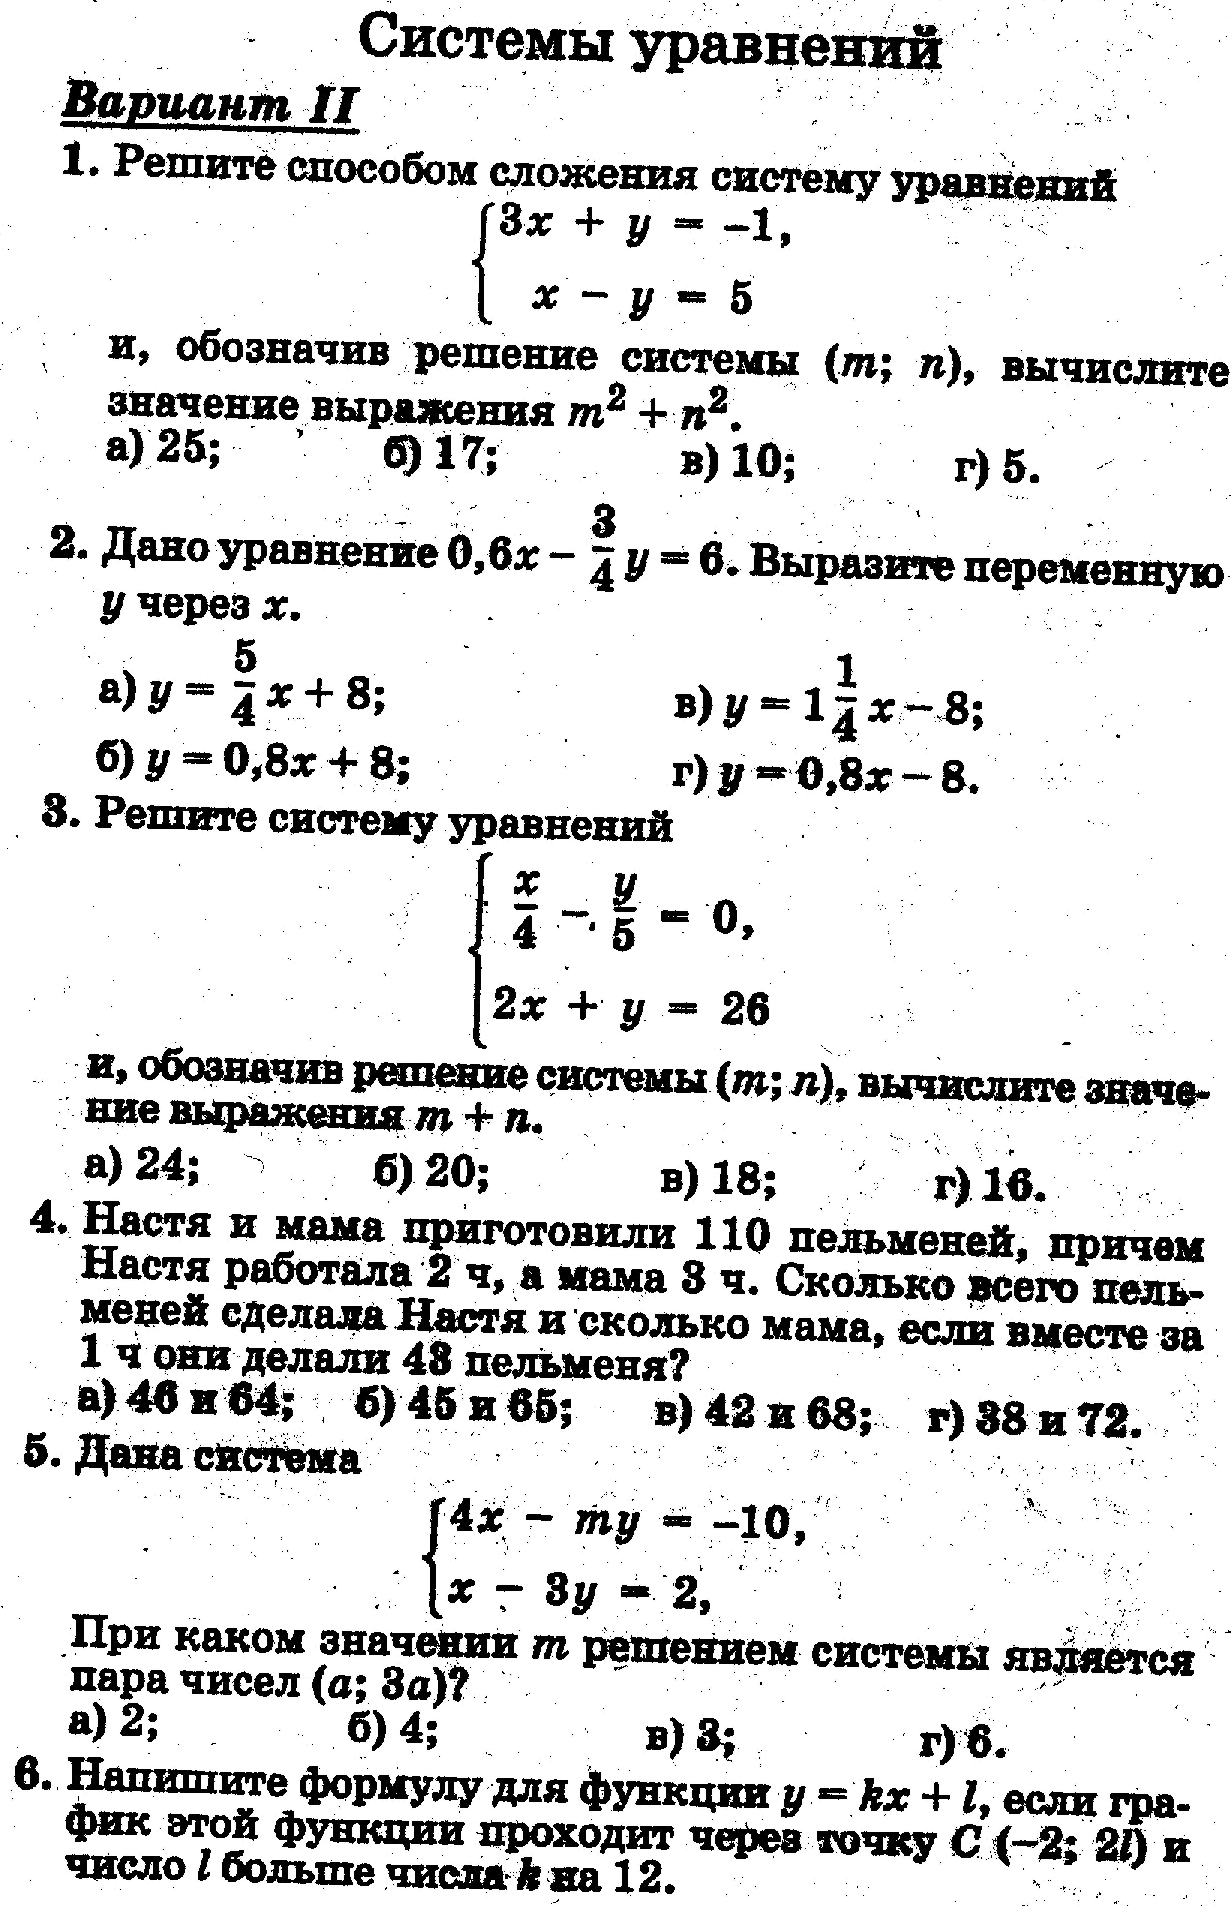 Системы уравнений
Вариант II
1. Решите способом сложения систему уравнений
3x + y = -1,
x - y = 5
и, обозначив решение системы (m; n), вычислите
значение выражения m² + n².
а) 25; б) 17; в) 10; г) 5.
2. Дано уравнение 0,6x - 3/4 y = 6. Выразите переменную
y через x.
а) y = 5/4 x + 8; в) y = 1 1/4 x - 8;
б) y = 0,8x + 8; г) y = 0,8x - 8.
3. Решите систему уравнений
x/4 - y/5 = 0,
2x + y = 26
и, обозначив решение системы (m; n), вычислите значе-
ние выражения m + n.
а) 24; б) 20; в) 18; г) 16.
4. Настя и мама приготовили 110 пельменей, причем
Настя работала 2 ч, а мама 3 ч. Сколько всего пель-
меней сделала Настя и сколько мама, если вместе за
1 ч они делали 43 пельменя?
а) 46 и 64; б) 45 и 65; в) 42 и 68; г) 38 и 72.
5. Дана система
4x - my = -10,
x - 3y = 2,
При каком значении m решением системы является
пара чисел (a; 3a)?
а) 2; б) 4; в) 3; г) 6.
6. Напишите формулу для функции y = kx + l, если гра-
фик этой функции проходит через точку C (-2; 2l) и
число l больше числа k на 12.